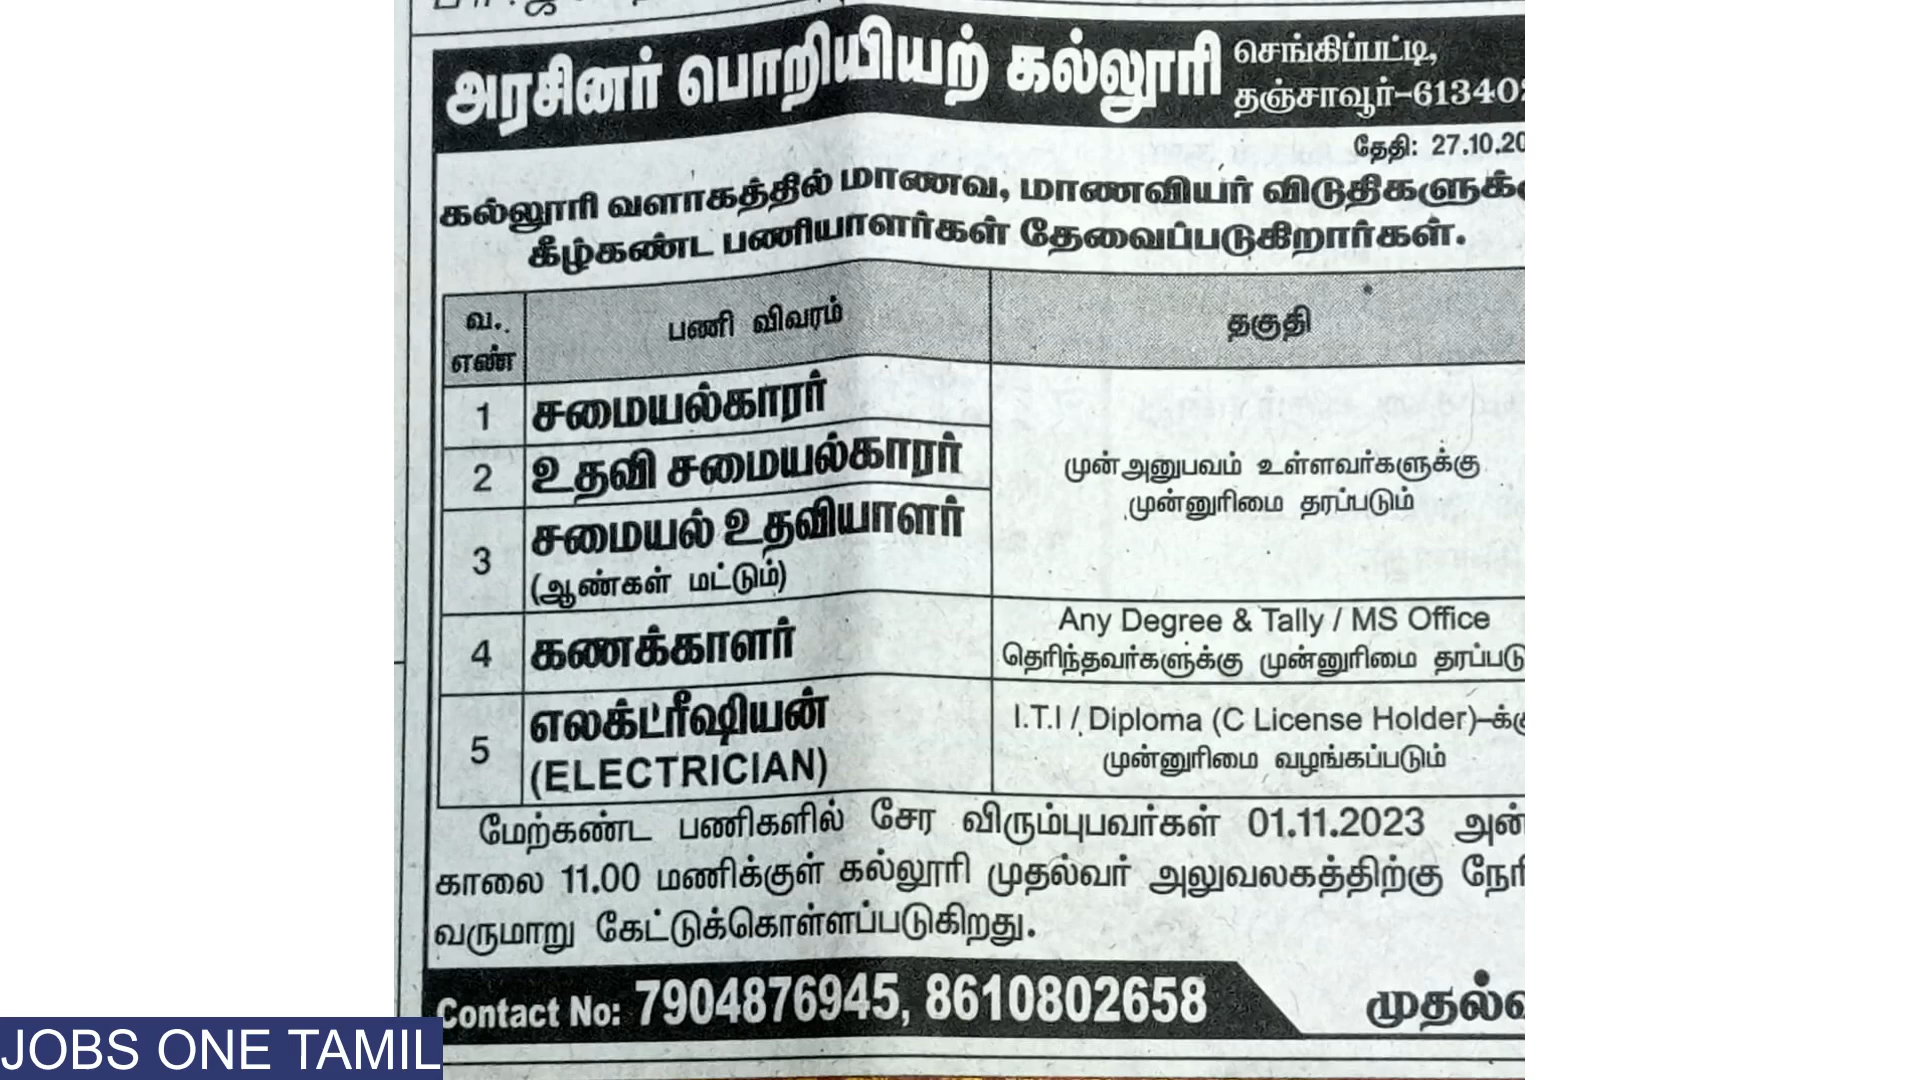 அரசினர் பொறியியற் கல்லூரி செங்கிப்பட்டி,
தஞ்சாவூர்-61340
தேதி: 27.10.20
கல்லூரி வளாகத்தில் மாணவ, மாணவியர் விடுதிகளுக்கு
கீழ்கண்ட பணியாளர்கள் தேவைப்படுகிறார்கள்.
வ. எண்
பணி விவரம்
தகுதி
1 சமையல்காரர்
2 உதவி சமையல்காரர்
3 சமையல் உதவியாளர்
(ஆண்கள் மட்டும்)
முன்அனுபவம் உள்ளவர்களுக்கு
முன்னுரிமை தரப்படும்
4 கணக்காளர்
Any Degree & Tally / MS Office
தெரிந்தவர்களுக்கு முன்னுரிமை தரப்படு
5 எலக்ட்ரீஷியன்
(ELECTRICIAN)
I.T.I / Diploma (C License Holder)-க்கு
முன்னுரிமை வழங்கப்படும்
மேற்கண்ட பணிகளில் சேர விரும்புபவர்கள் 01.11.2023 அன்
காலை 11.00 மணிக்குள் கல்லூரி முதல்வர் அலுவலகத்திற்கு நேரி
வருமாறு கேட்டுக்கொள்ளப்படுகிறது.
Contact No: 7904876945, 8610802658
முதல்வ
JOBS ONE TAMIL